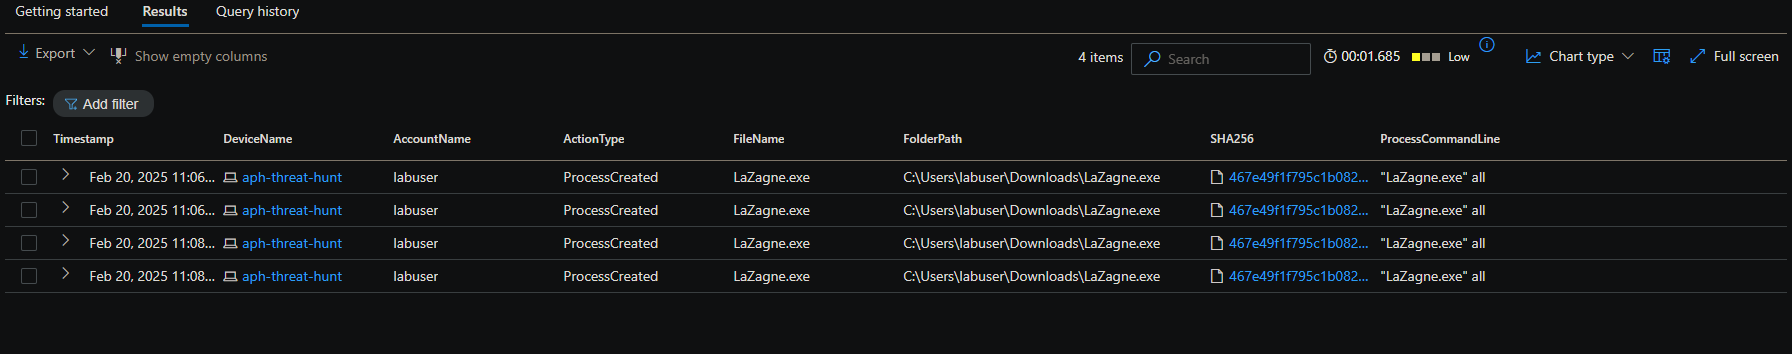 Getting started Results Query history
Export Show empty columns 4 items Search 00:01.685 Low Chart type Full screen
Filters: Add filter
Timestamp DeviceName AccountName ActionType FileName FolderPath SHA256 ProcessCommandLine
Feb 20, 2025 11:06... aph-threat-hunt labuser ProcessCreated LaZagne.exe C:\Users\labuser\Downloads\LaZagne.exe 467e49f1f795c1b082... "LaZagne.exe" all
Feb 20, 2025 11:06... aph-threat-hunt labuser ProcessCreated LaZagne.exe C:\Users\labuser\Downloads\LaZagne.exe 467e49f1f795c1b082... "LaZagne.exe" all
Feb 20, 2025 11:08... aph-threat-hunt labuser ProcessCreated LaZagne.exe C:\Users\labuser\Downloads\LaZagne.exe 467e49f1f795c1b082... "LaZagne.exe" all
Feb 20, 2025 11:08... aph-threat-hunt labuser ProcessCreated LaZagne.exe C:\Users\labuser\Downloads\LaZagne.exe 467e49f1f795c1b082... "LaZagne.exe" all